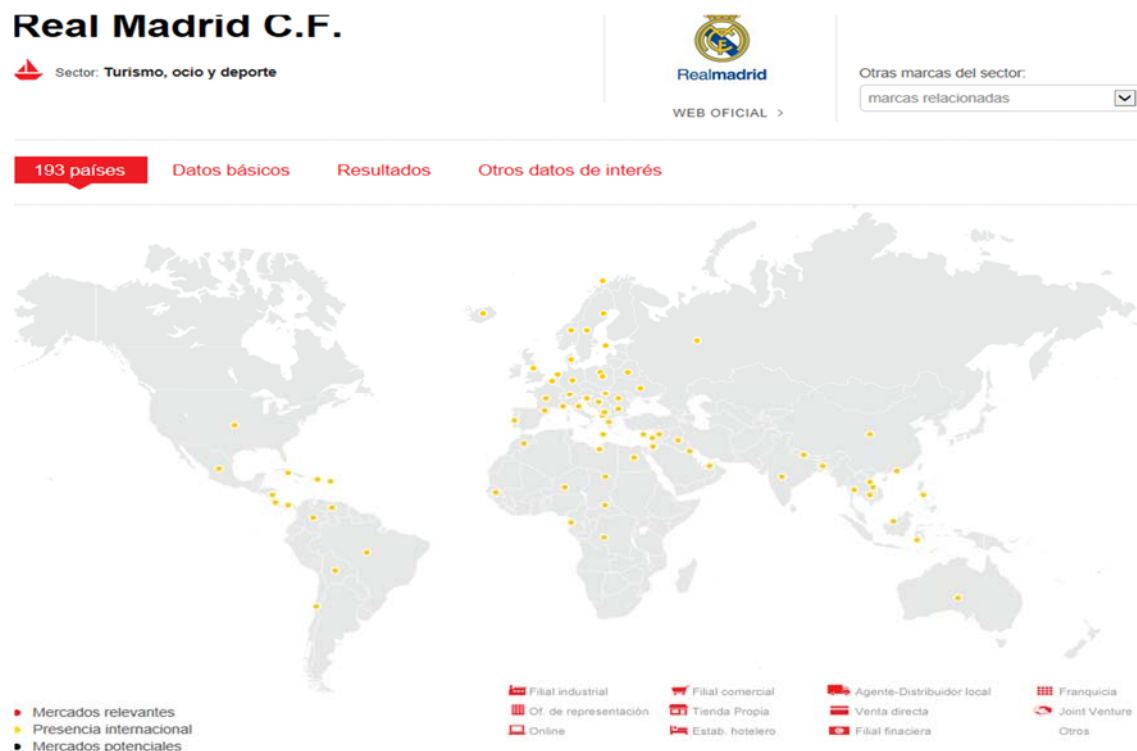 Real Madrid C.F.
Sector: Turismo, ocio y deporte
Realmadrid
WEB OFICIAL >
Otras marcas del sector:
marcas relacionadas
193 países Datos básicos Resultados Otros datos de interés
Mercados relevantes
Presencia internacional
Mercados potenciales
Filial industrial Filial comercial Agente-Distribuidor local Franquicia
Of. de representación Tienda Propia Venta directa Joint Venture
Online Estab. hotelero Filial finaciera Otros